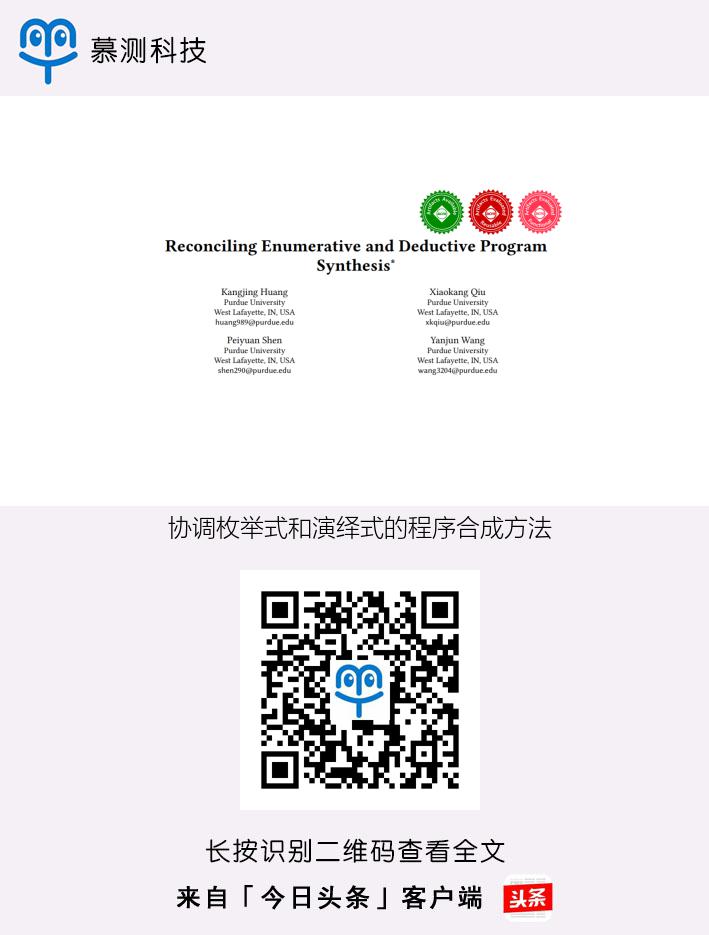 慕测科技
Reconciling Enumerative and Deductive Program
Synthesis*
Kangjing Huang
Purdue University
West Lafayette, IN, USA
huang989@purdue.edu
Xiaokang Qiu
Purdue University
West Lafayette, IN, USA
xkqiu@purdue.edu
Peiyuan Shen
Purdue University
West Lafayette, IN, USA
shen290@purdue.edu
Yanjun Wang
Purdue University
West Lafayette, IN, USA
wang3204@purdue.edu
协调枚举式和演绎式的程序合成方法
长按识别二维码查看全文
来自「今日头条」客户端
头条